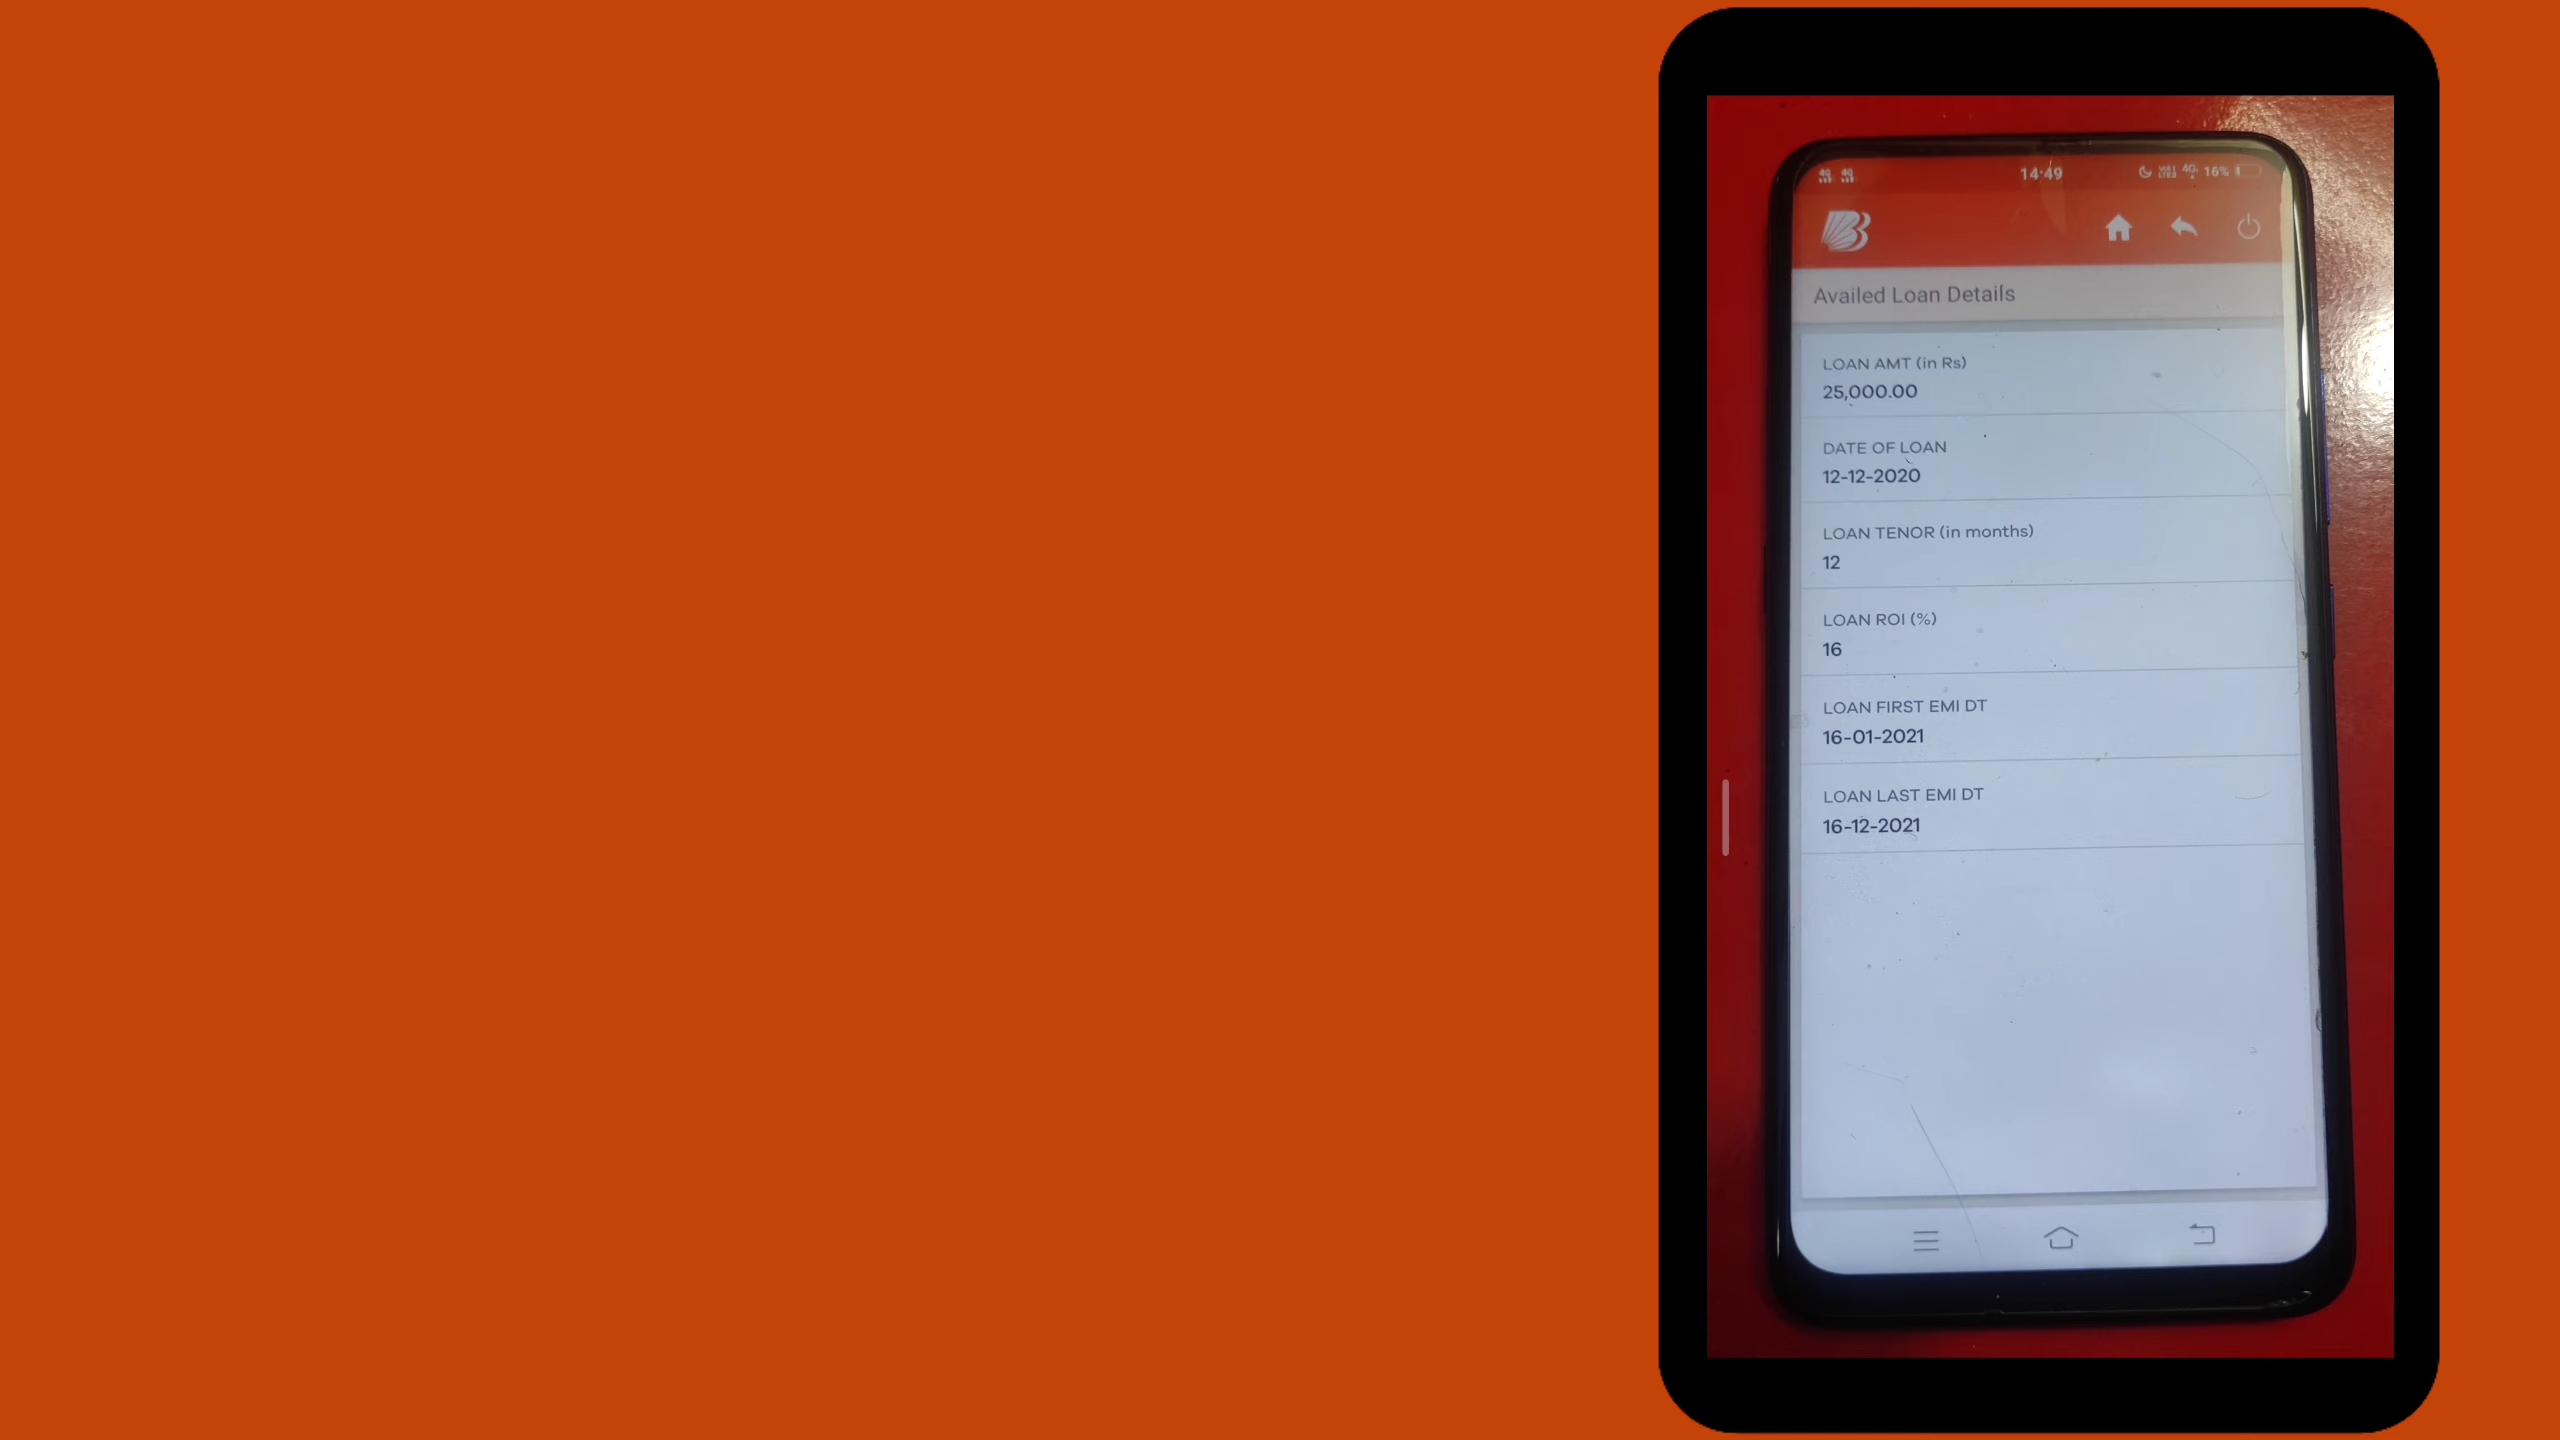 14:49
16%
Availed Loan Details
LOAN AMT (in Rs)
25,000.00
DATE OF LOAN
12-12-2020
LOAN TENOR (in months)
12
LOAN ROI (%)
16
LOAN FIRST EMI DT
16-01-2021
LOAN LAST EMI DT
16-12-2021